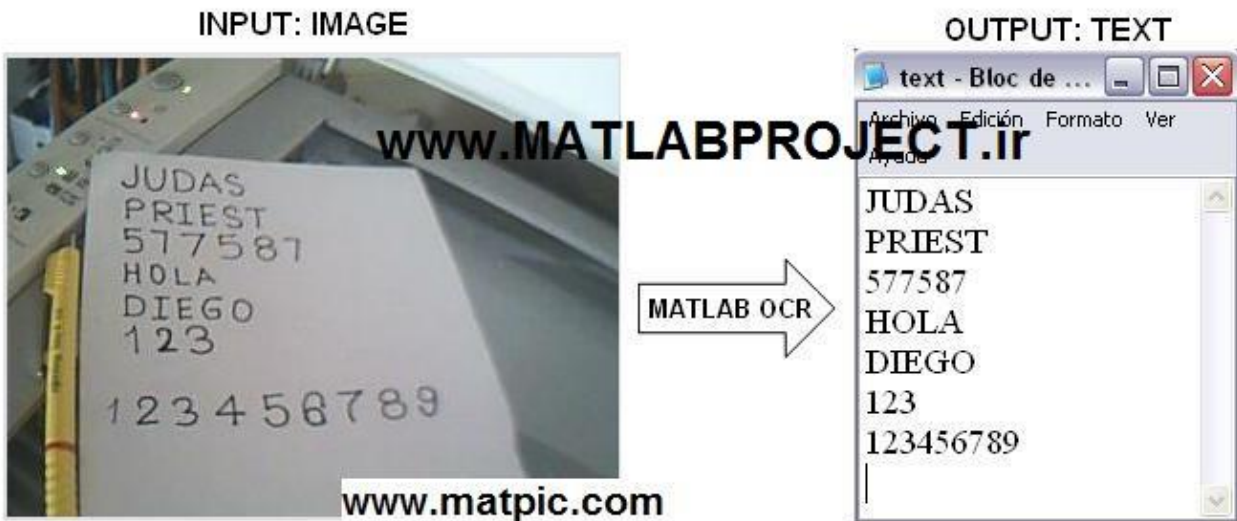 INPUT: IMAGE
OUTPUT: TEXT
text - Bloc de ...
Archivo Edición Formato Ver
Ayuda
www.MATLABPROJECT.ir
JUDAS
PRIEST
577587
HOLA
DIEGO
123
123456789
MATLAB OCR
JUDAS
PRIEST
577587
HOLA
DIEGO
123
123456789
www.matpic.com